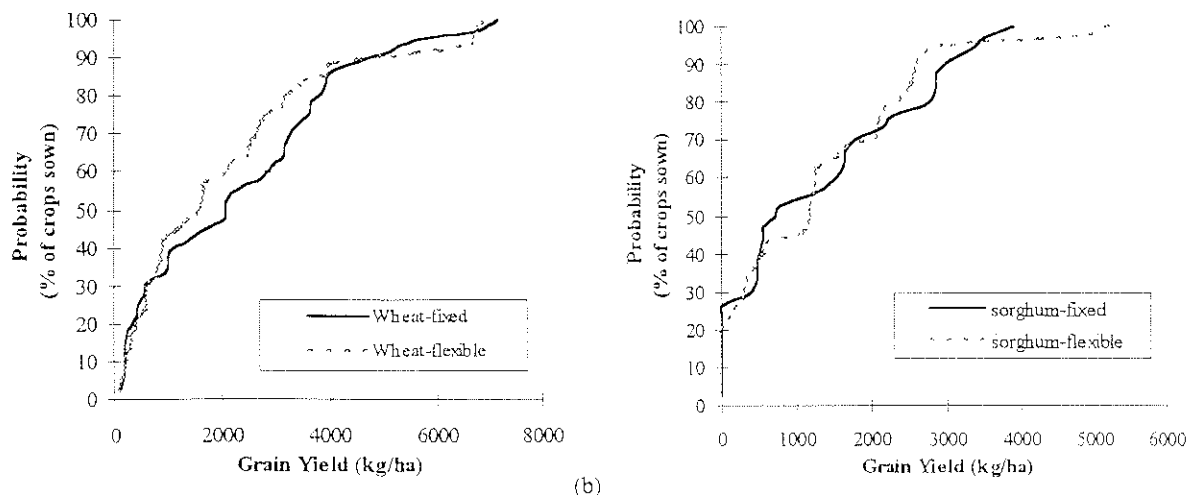 100
90
80
70
60
50
40
30
20
10
0
Probability
(% of crops sown)
Wheat-fixed
Wheat-flexible
0 2000 4000 6000 8000
Grain Yield (kg/ha)
100
90
80
70
60
50
40
30
20
10
0
Probability
(% of crops sown)
sorghum-fixed
sorghum-flexible
0 1000 2000 3000 4000 5000 6000
Grain Yield (kg/ha)
(b)